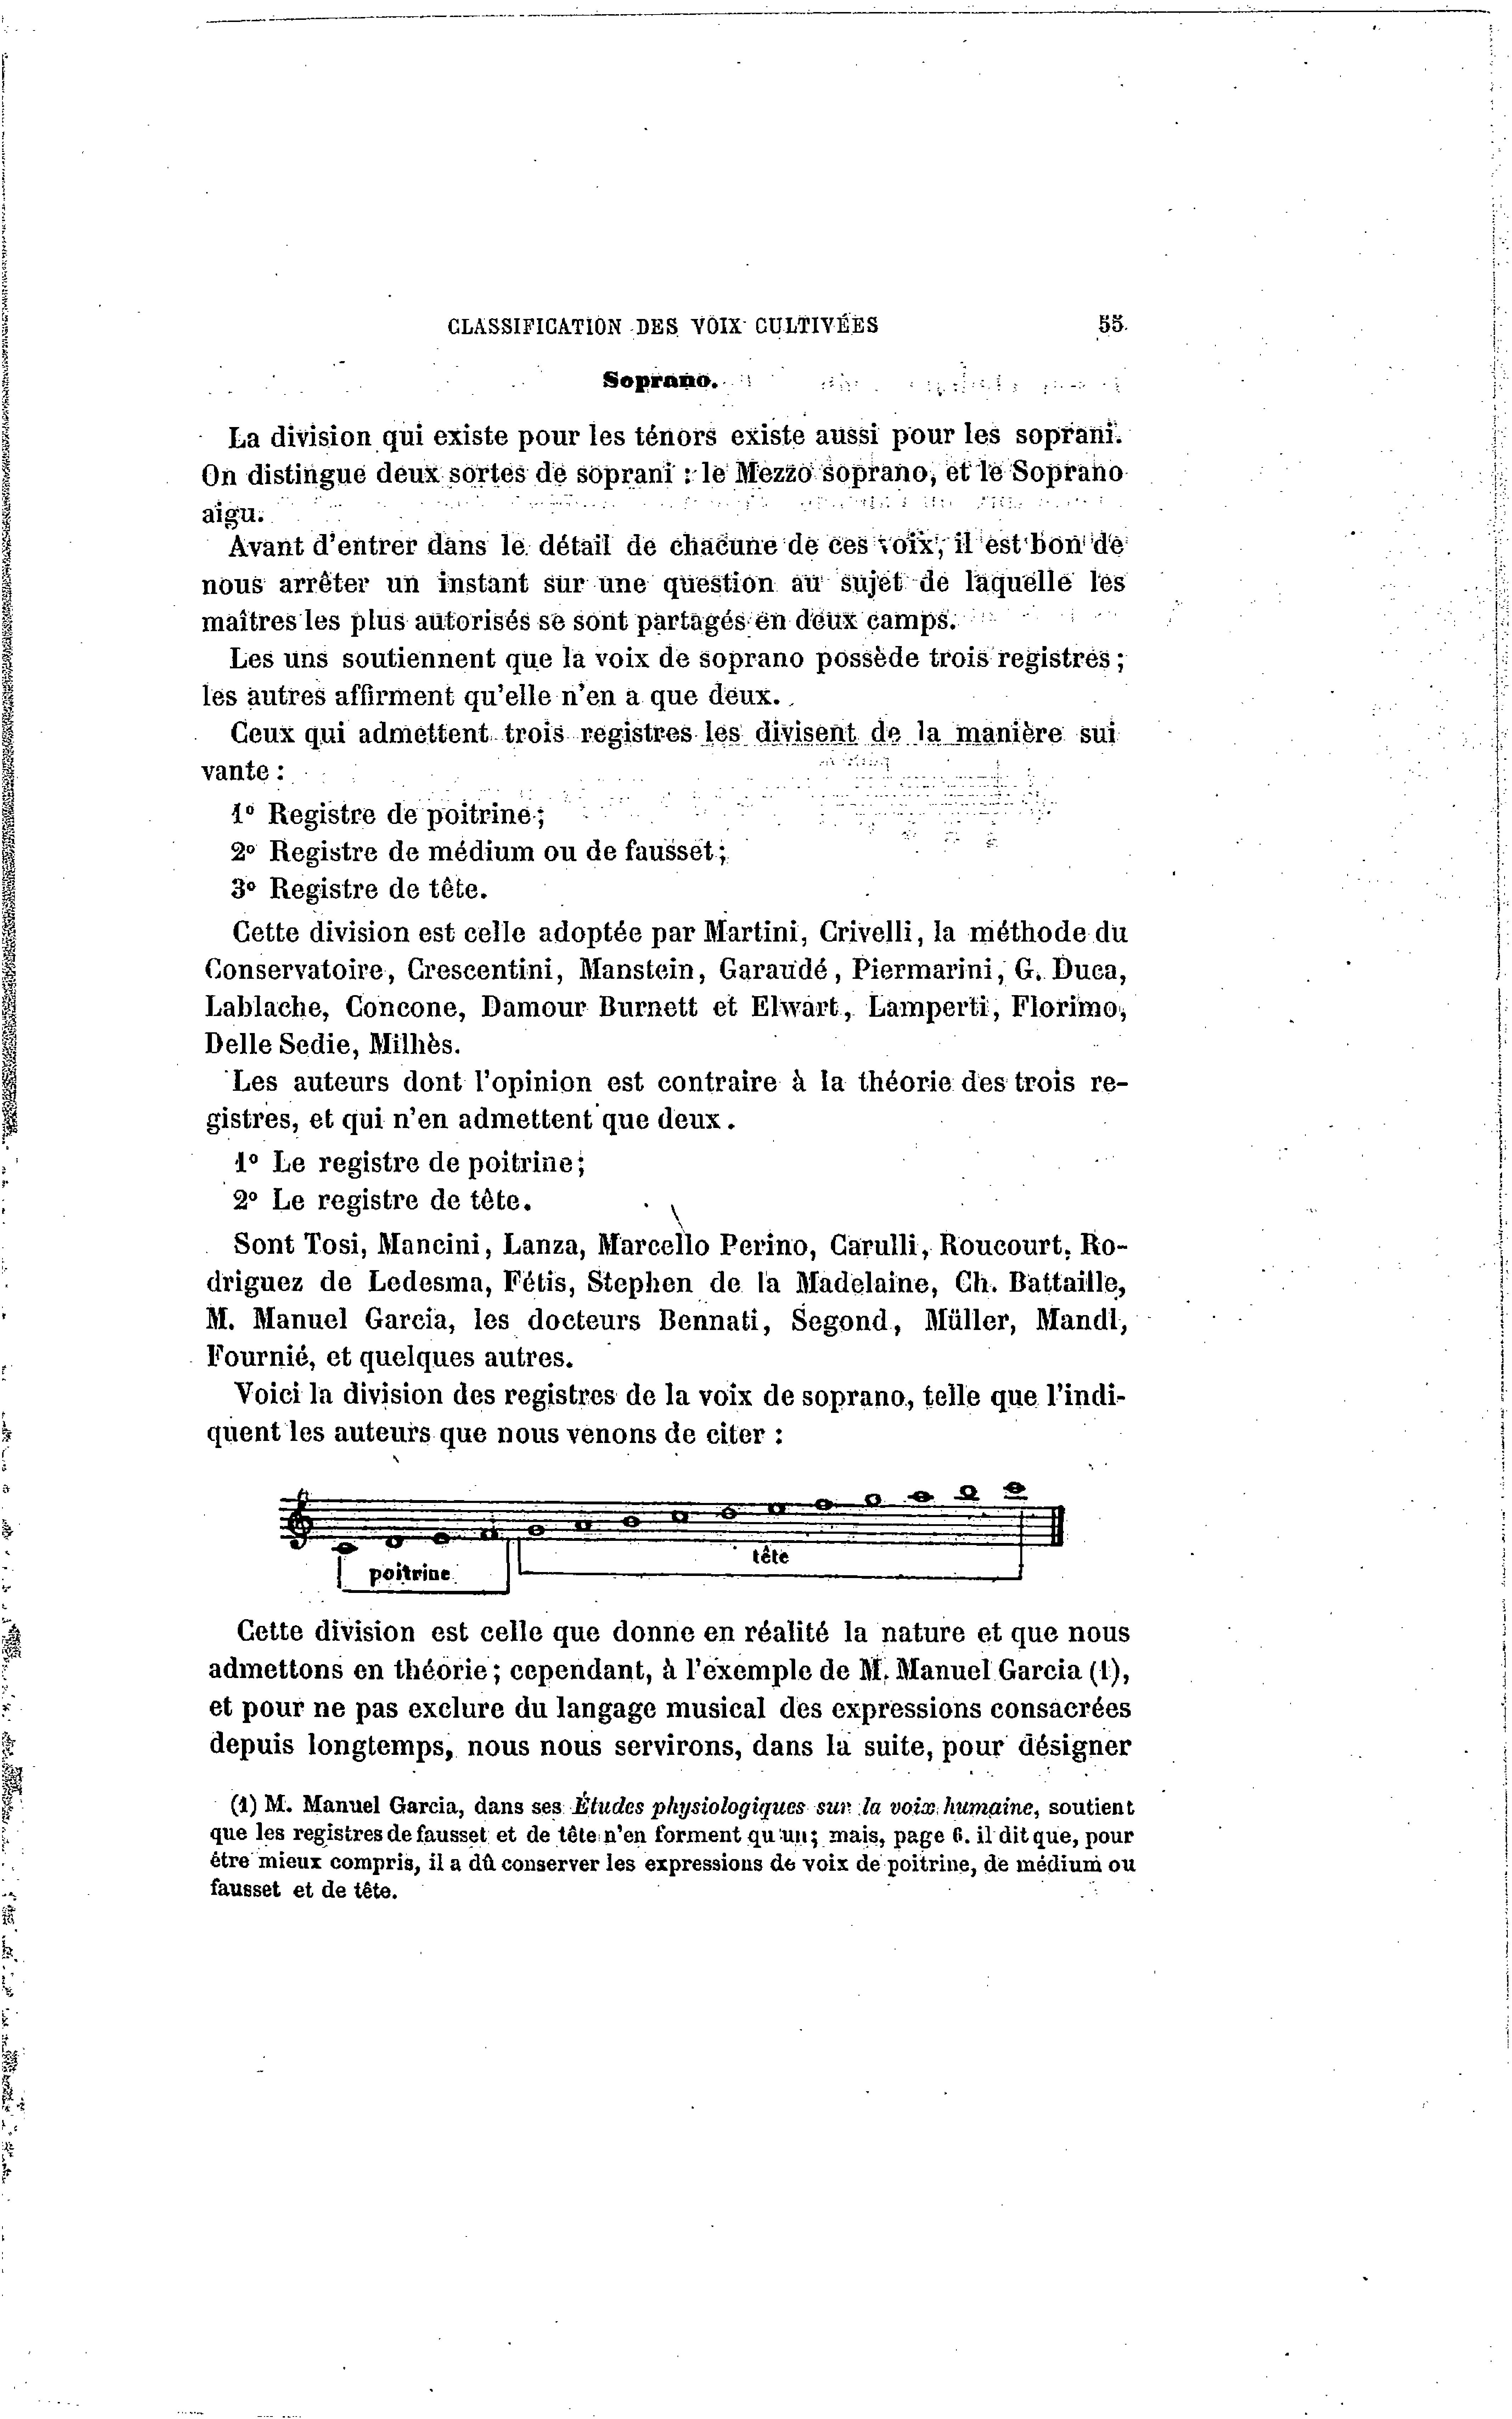 CLASSIFICATION DES VOIX CULTIVÉES 55
Soprano.
La division qui existe pour les ténors existe aussi pour les soprani.
On distingue deux sortes de soprani : le Mezzo soprano, et le Soprano
aigu.
Avant d'entrer dans le détail de chacune de ces voix, il est bon de
nous arrêter un instant sur une question au sujet de laquelle les
maîtres les plus autorisés se sont partagés en deux camps.
Les uns soutiennent que la voix de soprano possède trois registres ;
les autres affirment qu'elle n'en a que deux.
Ceux qui admettent trois registres les divisent de la manière sui
vante :
1º Registre de poitrine ;
2º Registre de médium ou de fausset ;
3º Registre de tête.
Cette division est celle adoptée par Martini, Crivelli, la méthode du
Conservatoire, Crescentini, Manstein, Garaudé, Piermarini, G. Duca,
Lablache, Concone, Damour Burnett et Elwart, Lamperti, Florimo,
Delle Sedie, Milhès.
Les auteurs dont l'opinion est contraire à la théorie des trois re-
gistres, et qui n'en admettent que deux.
1º Le registre de poitrine ;
2º Le registre de tête.
Sont Tosi, Mancini, Lanza, Marcello Perino, Carulli, Roucourt, Ro-
driguez de Ledesma, Fétis, Stephen de la Madelaine, Ch. Battaille,
M. Manuel Garcia, les docteurs Bennati, Segond, Müller, Mandl,
Fournié, et quelques autres.
Voici la division des registres de la voix de soprano, telle que l'indi-
quent les auteurs que nous venons de citer :
tête
poitrine
Cette division est celle que donne en réalité la nature et que nous
admettons en théorie ; cependant, à l'exemple de M. Manuel Garcia (1),
et pour ne pas exclure du langage musical des expressions consacrées
depuis longtemps, nous nous servirons, dans la suite, pour désigner
(1) M. Manuel Garcia, dans ses Études physiologiques sur la voix humaine, soutient
que les registres de fausset et de tête n'en forment qu'un ; mais, page 6. il dit que, pour
être mieux compris, il a dû conserver les expressions de voix de poitrine, de médium ou
fausset et de tête.